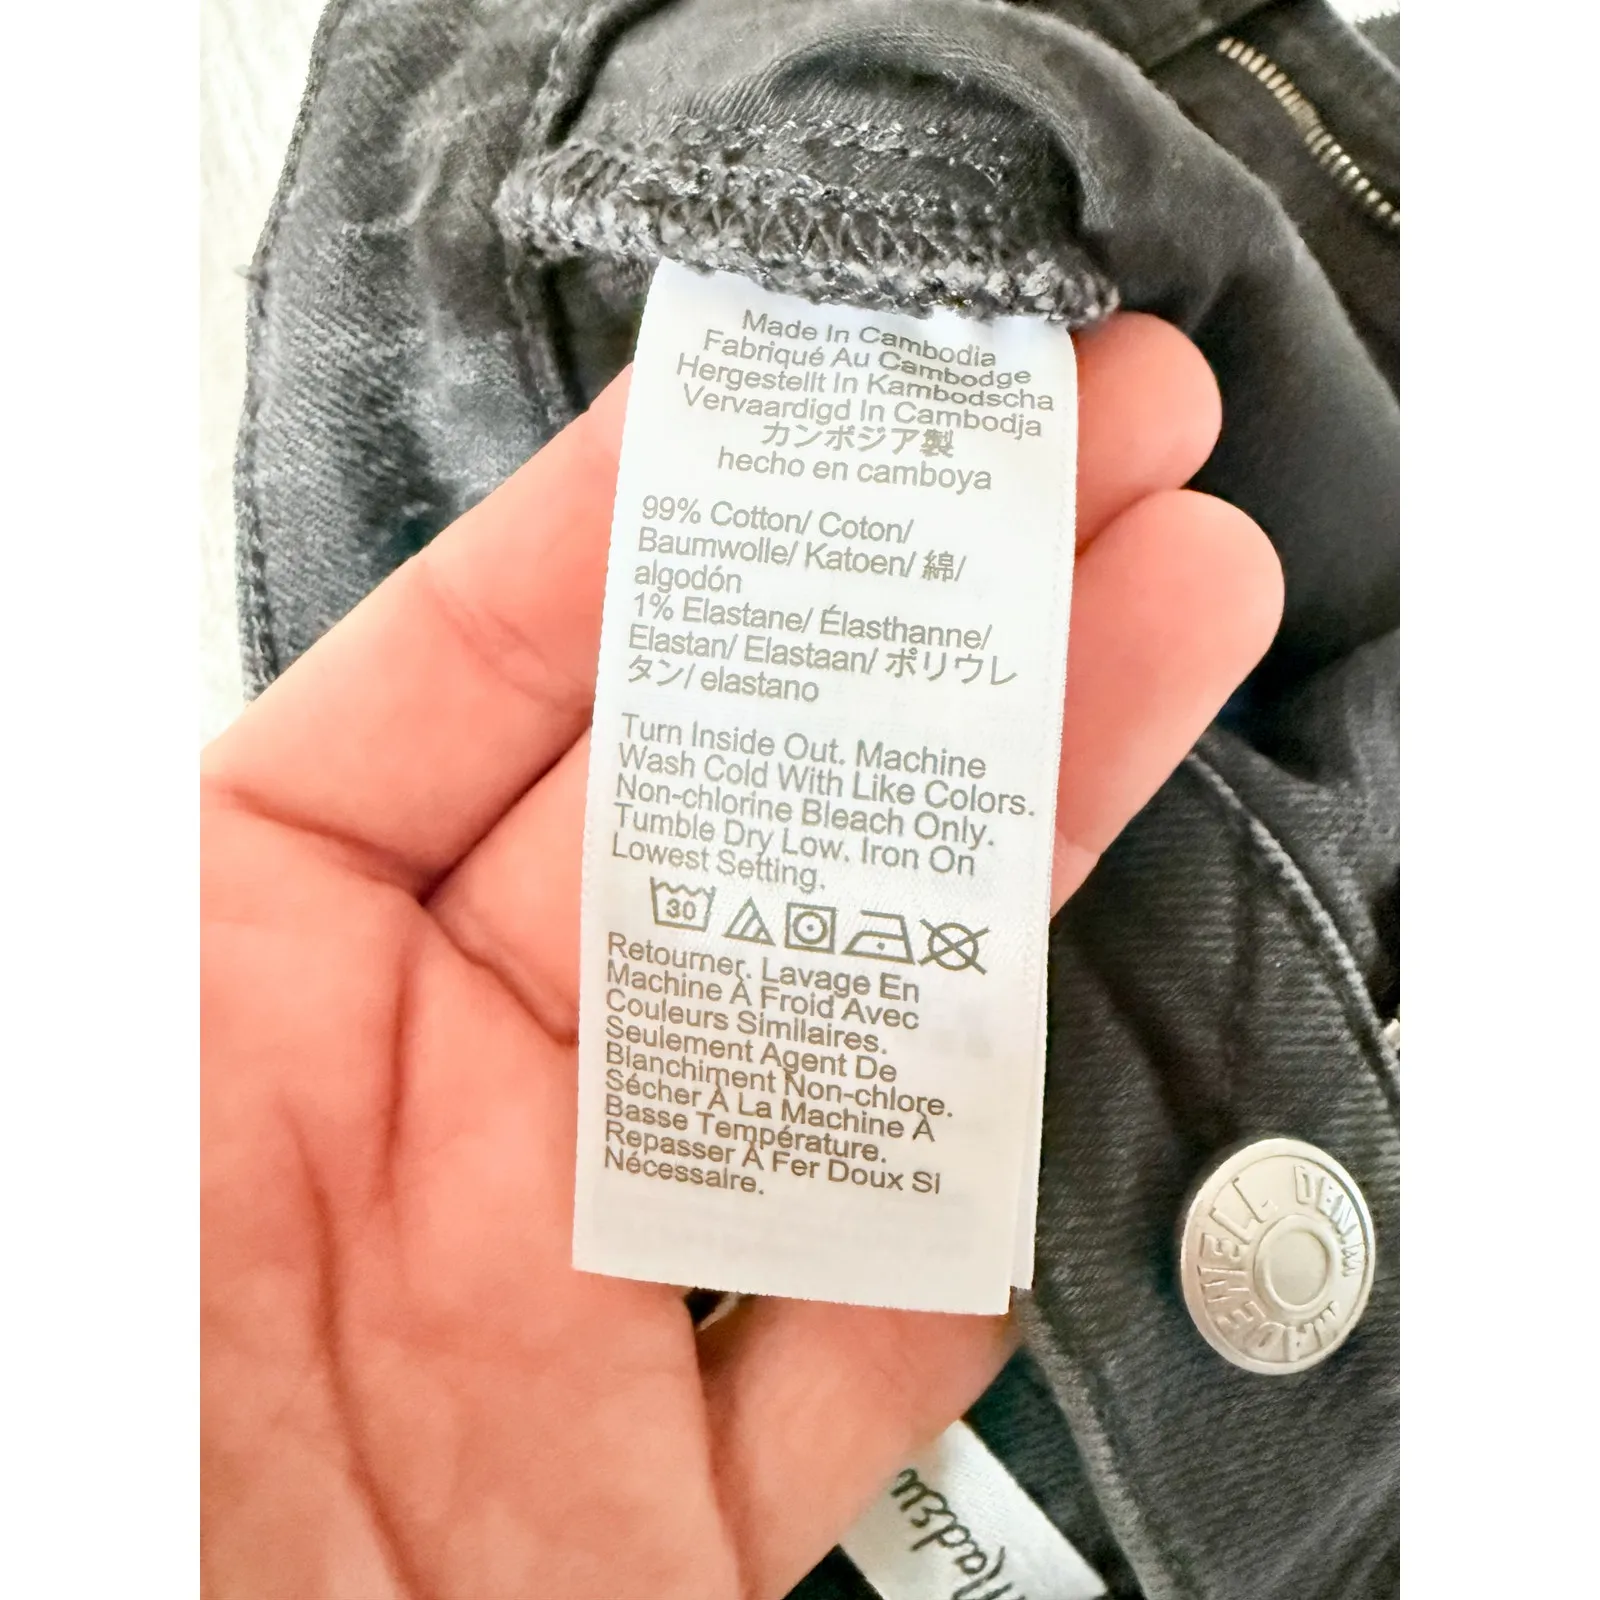 Made In Cambodia
Fabriqué Au Cambodge
Hergestellt In Kambodscha
Vervaardigd In Cambodja
カンボジア製
hecho en camboya
99% Cotton/ Coton/
Baumwolle/ Katoen/ 綿/
algodón
1% Elastane/ Élasthanne/
Elastan/ Elastaan/ ポリウレ
タン/ elastano
Turn Inside Out. Machine
Wash Cold With Like Colors.
Non-chlorine Bleach Only.
Tumble Dry Low. Iron On
Lowest Setting.
30
Retourner. Lavage En
Machine À Froid Avec
Couleurs Similaires.
Seulement Agent De
Blanchiment Non-chlore.
Sécher À La Machine À
Basse Température.
Repasser À Fer Doux Si
Nécessaire.
MADEWELL DENIM
Madew